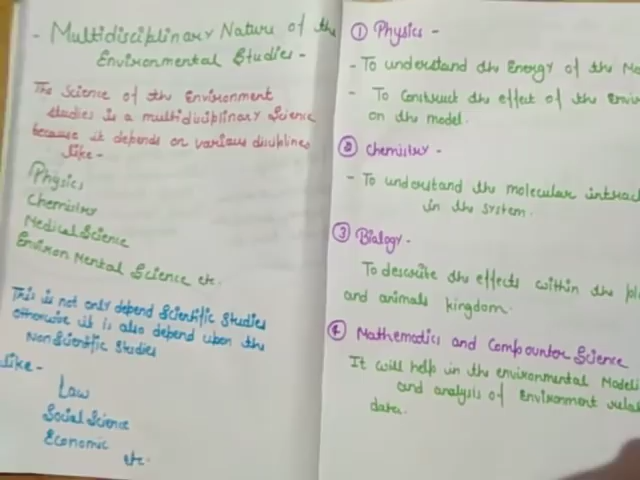 - Multidisciplinary Nature of the
Environmental Studies -
The Science of the Environment
studies is a multidisciplinary Science
because it depends on various disciplines
like -
Physics
Chemistry
Medical Science
Environ Mental Science etc.
This is not only depend Scientific Studies
otherwise it is also depend upon the
Non Scientific Studies
like -
Law
Social Science
Economic
etc.
① Physics -
- To understand the Energy of the
- To construct the effect of the
on the model.
② Chemistry -
- To understand the molecular
in the system.
③ Biology -
To describe the effects within the
and animals kingdom.
④ Mathematics and Compounter Science
It will help in the environmental
and analysis of Environment
data.